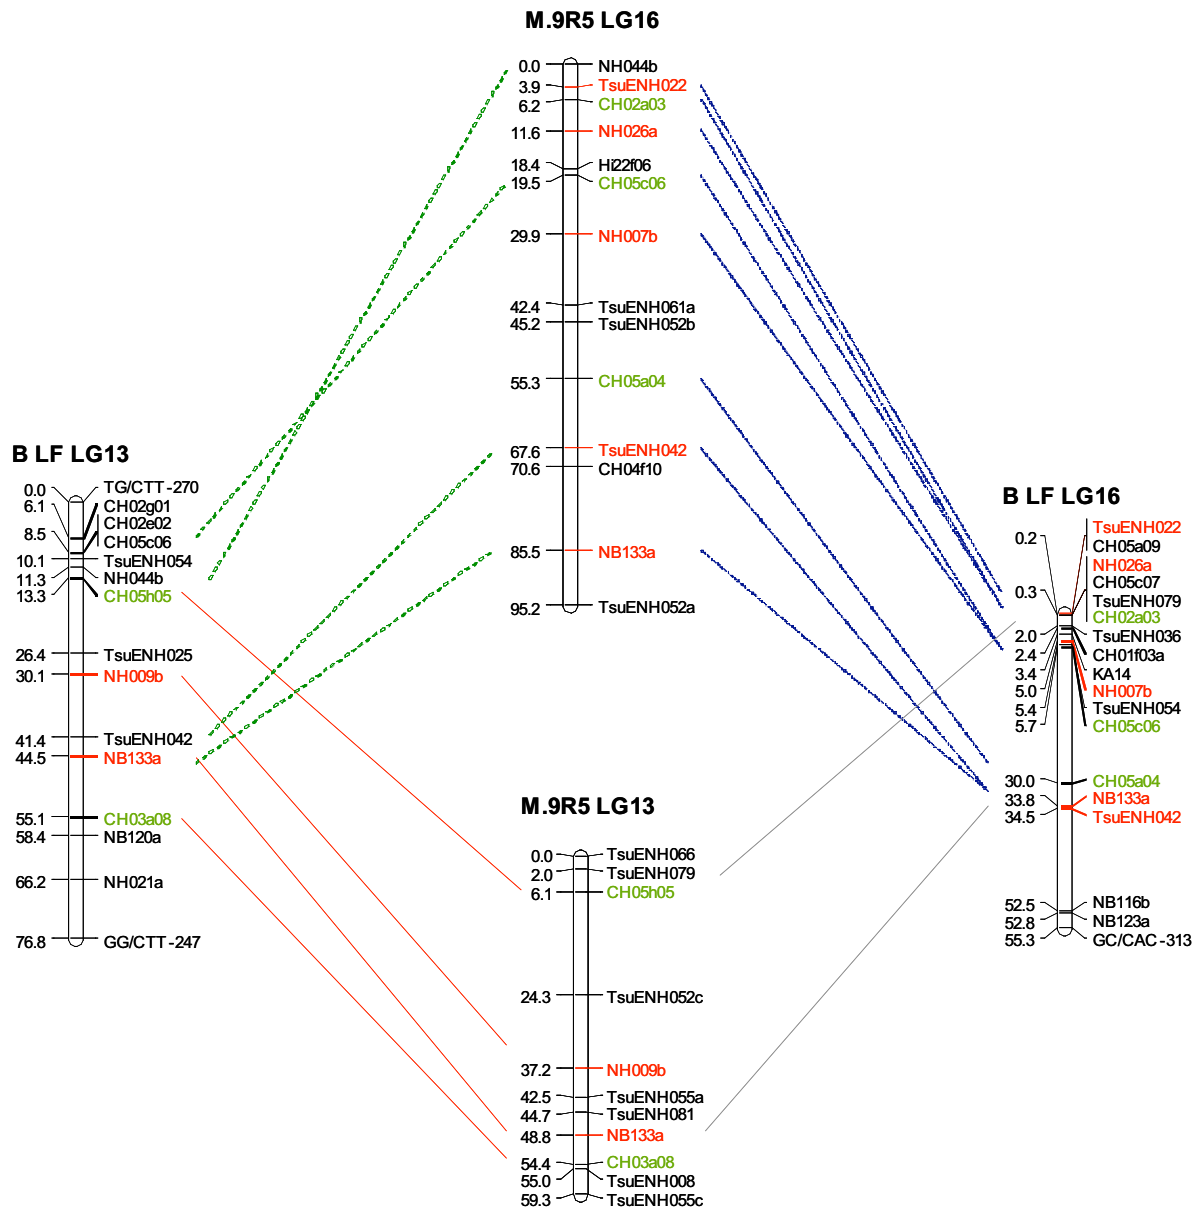 M.9R5 LG16
0.0 NH044b
3.9 TsuENH022
6.2 CH02a03
11.6 NH026a
18.4 Hi22f06
19.5 CH05c06
29.9 NH007b
42.4 TsuENH061a
45.2 TsuENH052b
55.3 CH05a04
67.6 TsuENH042
70.6 CH04f10
85.5 NB133a
95.2 TsuENH052a
B LF LG13
0.0 TG/CTT-270
6.1 CH02g01
CH02e02
8.5 CH05c06
10.1 TsuENH054
11.3 NH044b
13.3 CH05h05
26.4 TsuENH025
30.1 NH009b
41.4 TsuENH042
44.5 NB133a
55.1 CH03a08
58.4 NB120a
66.2 NH021a
76.8 GG/CTT-247
B LF LG16
TsuENH022
0.2 CH05a09
NH026a
CH05c07
0.3 TsuENH079
CH02a03
2.0 TsuENH036
2.4 CH01f03a
3.4 KA14
5.0 NH007b
5.4 TsuENH054
5.7 CH05c06
30.0 CH05a04
33.8 NB133a
34.5 TsuENH042
52.5 NB116b
52.8 NB123a
55.3 GC/CAC-313
M.9R5 LG13
0.0 TsuENH066
2.0 TsuENH079
6.1 CH05h05
24.3 TsuENH052c
37.2 NH009b
42.5 TsuENH055a
44.7 TsuENH081
48.8 NB133a
54.4 CH03a08
55.0 TsuENH008
59.3 TsuENH055c